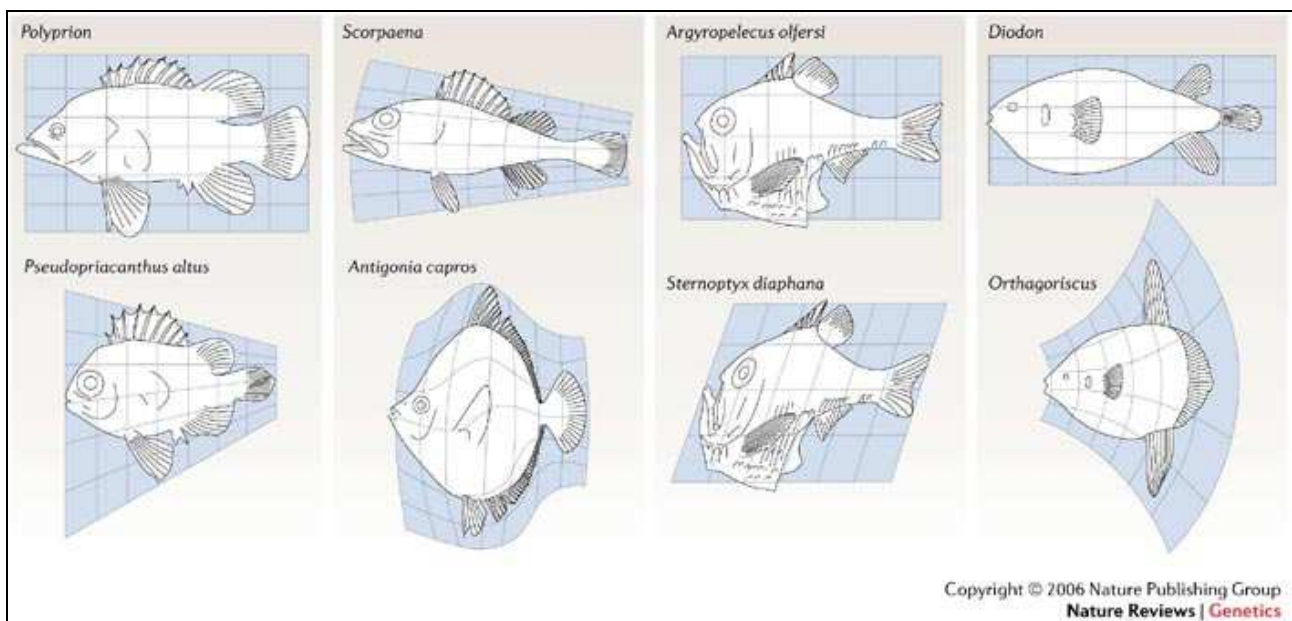 Polyprion
Scorpaena
Argyropelecus olfersi
Diodon
Pseudopriacanthus altus
Antigonia capros
Sternoptyx diaphana
Orthagoriscus
Copyright © 2006 Nature Publishing Group
Nature Reviews | Genetics